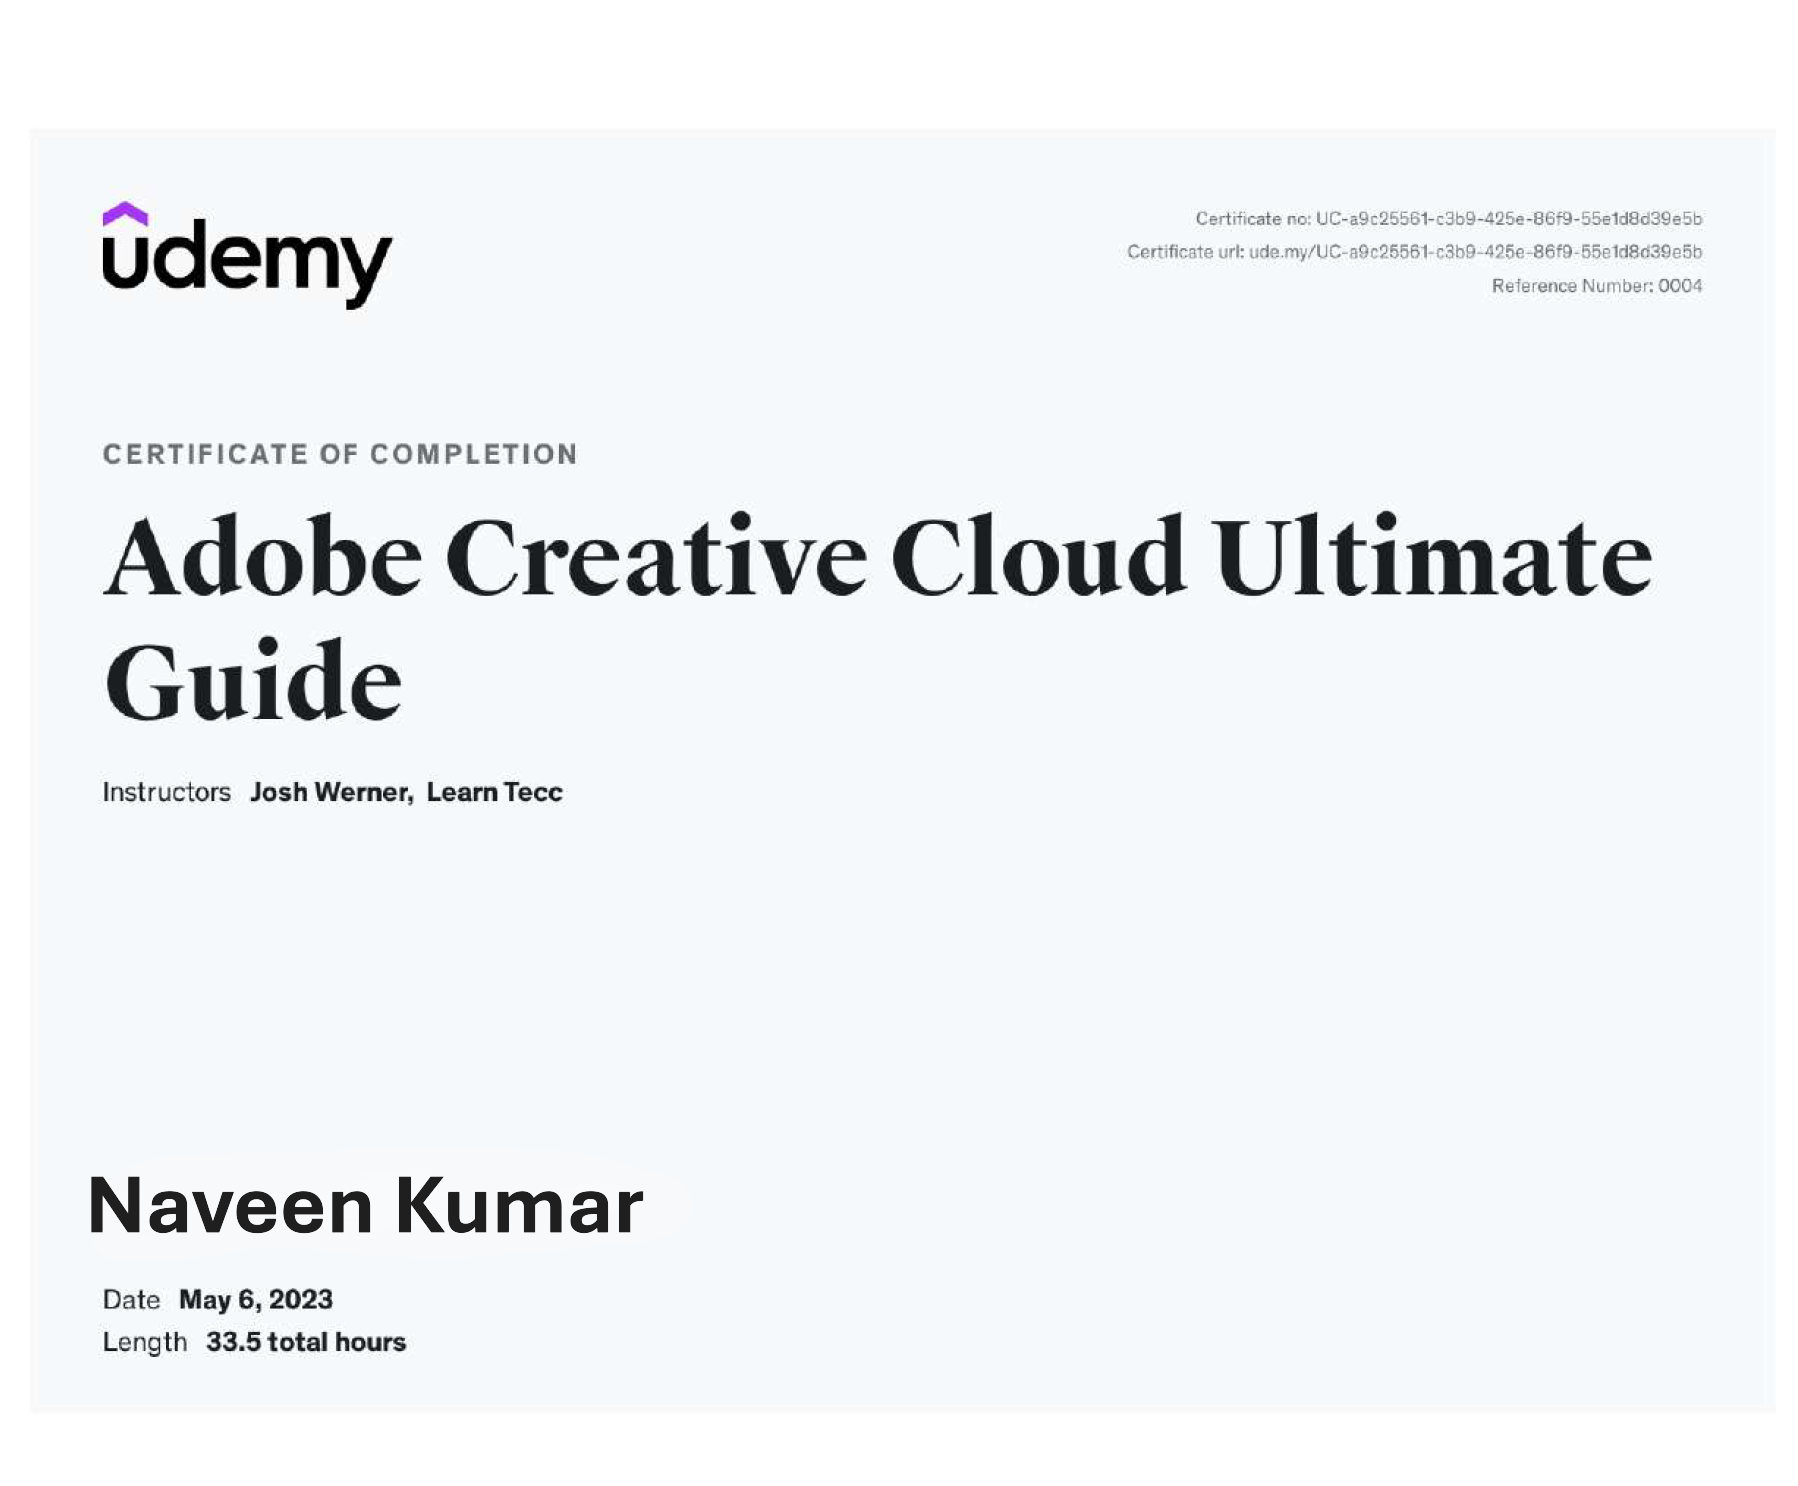 udemy
Certificate no: UC-a9c25561-c3b9-425e-86f9-55e1d8d39e5b
Certificate url: ude.my/UC-a9c25561-c3b9-425e-86f9-55e1d8d39e5b
Reference Number: 0004
CERTIFICATE OF COMPLETION
Adobe Creative Cloud Ultimate
Guide
Instructors Josh Werner, Learn Tecc
Naveen Kumar
Date May 6, 2023
Length 33.5 total hours